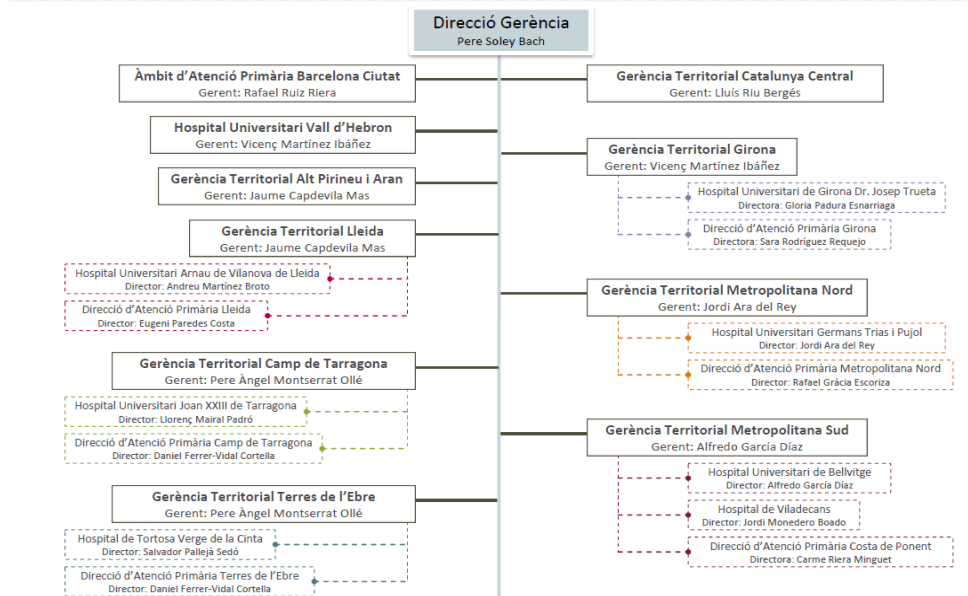 Direcció Gerència
Pere Soley Bach
Àmbit d'Atenció Primària Barcelona Ciutat
Gerent: Rafael Ruiz Riera
Hospital Universitari Vall d'Hebron
Gerent: Vicenç Martínez Ibáñez
Gerència Territorial Alt Pirineu i Aran
Gerent: Jaume Capdevila Mas
Gerència Territorial Lleida
Gerent: Jaume Capdevila Mas
Hospital Universitari Arnau de Vilanova de Lleida
Director: Andreu Martínez Broto
Direcció d'Atenció Primària Lleida
Director: Eugeni Paredes Costa
Gerència Territorial Camp de Tarragona
Gerent: Pere Àngel Montserrat Ollé
Hospital Universitari Joan XXIII de Tarragona
Director: Llorenç Mairal Padró
Direcció d'Atenció Primària Camp de Tarragona
Director: Daniel Ferrer-Vidal Cortella
Gerència Territorial Terres de l'Ebre
Gerent: Pere Àngel Montserrat Ollé
Hospital de Tortosa Verge de la Cinta
Director: Salvador Pallejà Sedó
Direcció d'Atenció Primària Terres de l'Ebre
Director: Daniel Ferrer-Vidal Cortella
Gerència Territorial Catalunya Central
Gerent: Lluís Riu Bergés
Gerència Territorial Girona
Gerent: Vicenç Martínez Ibáñez
Hospital Universitari de Girona Dr. Josep Trueta
Directora: Gloria Padura Esnarriaga
Direcció d'Atenció Primària Girona
Directora: Sara Rodríguez Requejo
Gerència Territorial Metropolitana Nord
Gerent: Jordi Ara del Rey
Hospital Universitari Germans Trias i Pujol
Director: Jordi Ara del Rey
Direcció d'Atenció Primària Metropolitana Nord
Director: Rafael Gràcia Escoriza
Gerència Territorial Metropolitana Sud
Gerent: Alfredo García Díaz
Hospital Universitari de Bellvitge
Director: Alfredo García Díaz
Hospital de Viladecans
Director: Jordi Monedero Boado
Direcció d'Atenció Primària Costa de Ponent
Directora: Carme Riera Minguet